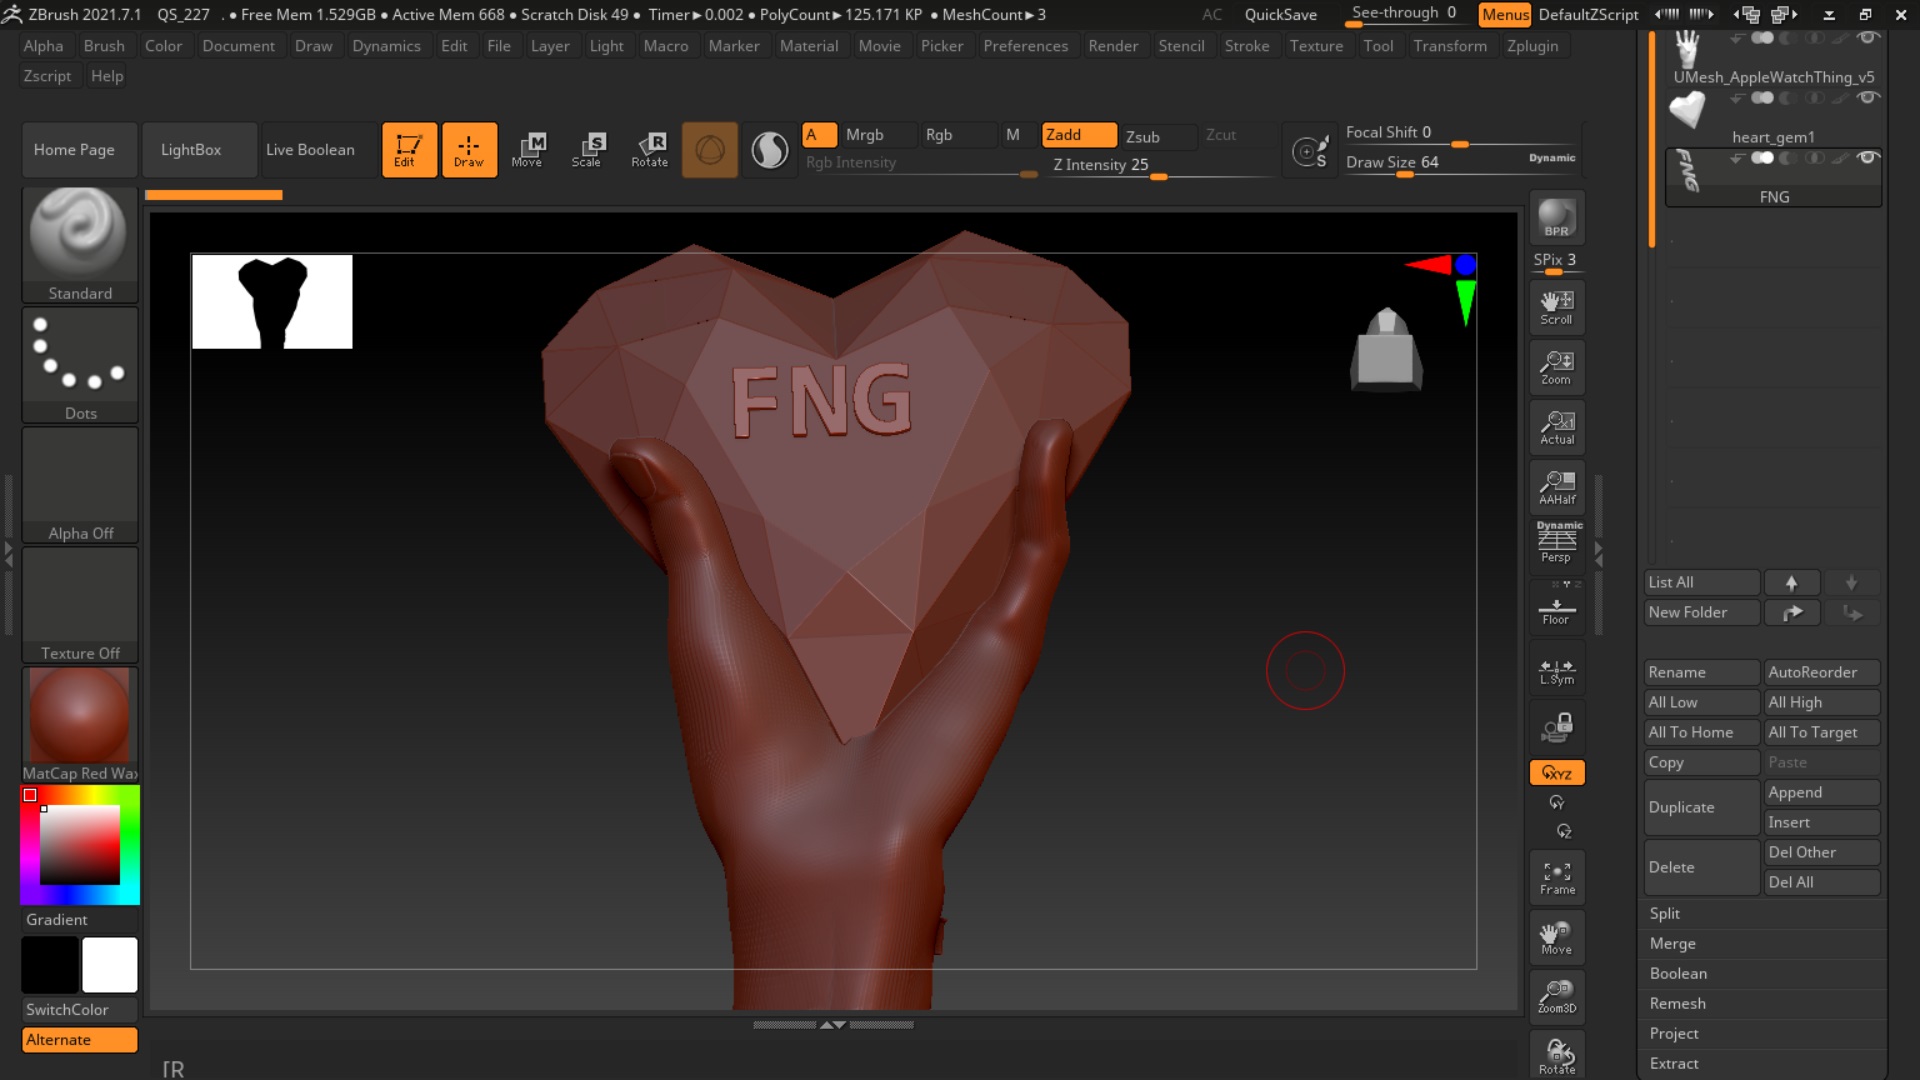 ZBrush 2021.7.1 QS_227 . • Free Mem 1.529GB • Active Mem 668 • Scratch Disk 49 • Timer▶0.002 • PolyCount▶125.171 KP • MeshCount▶3 AC QuickSave See-through 0 Menus DefaultZScript
Alpha Brush Color Document Draw Dynamics Edit File Layer Light Macro Marker Material Movie Picker Preferences Render Stencil Stroke Texture Tool Transform Zplugin
Zscript Help
UMesh_AppleWatchThing_v5
heart_gem1
FNG
Home Page LightBox Live Boolean Edit Draw Move Scale Rotate
M S R
A Mrgb Rgb M Zadd Zsub Zcut
Rgb Intensity Z Intensity 25
S
Focal Shift 0
Draw Size 64 Dynamic
Standard
Dots
Alpha Off
Texture Off
MatCap Red Wax
Gradient
SwitchColor
Alternate
FNG
FNG
BPR
SPix 3
Scroll
Zoom
Actual
AAHalf
Dynamic
Persp
Floor
L.Sym
XYZ
Y
Z
Frame
Move
Zoom3D
Rotate
List All
New Folder
Rename AutoReorder
All Low All High
All To Home All To Target
Copy Paste
Duplicate Append
Insert
Delete Del Other
Del All
Split
Merge
Boolean
Remesh
Project
Extract
[R